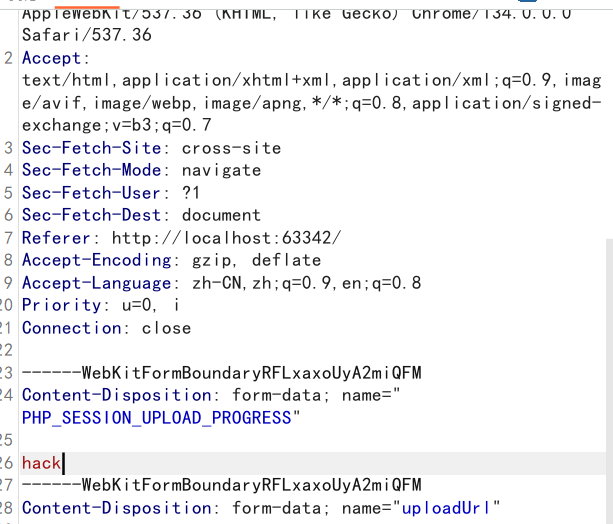 AppleWebKit/537.36 (KHTML, like Gecko) Chrome/134.0.0.0
Safari/537.36
2 Accept:
text/html,application/xhtml+xml,application/xml;q=0.9,imag
e/avif,image/webp,image/apng,*/*;q=0.8,application/signed-
exchange;v=b3;q=0.7
3 Sec-Fetch-Site: cross-site
4 Sec-Fetch-Mode: navigate
5 Sec-Fetch-User: ?1
6 Sec-Fetch-Dest: document
7 Referer: http://localhost:63342/
8 Accept-Encoding: gzip, deflate
9 Accept-Language: zh-CN,zh;q=0.9,en;q=0.8
20 Priority: u=0, i
21 Connection: close
22
23 ------WebKitFormBoundaryRFLxaxoUyA2miQFM
24 Content-Disposition: form-data; name="
PHP_SESSION_UPLOAD_PROGRESS"
25
26 hack
27 ------WebKitFormBoundaryRFLxaxoUyA2miQFM
28 Content-Disposition: form-data; name="uploadUrl"